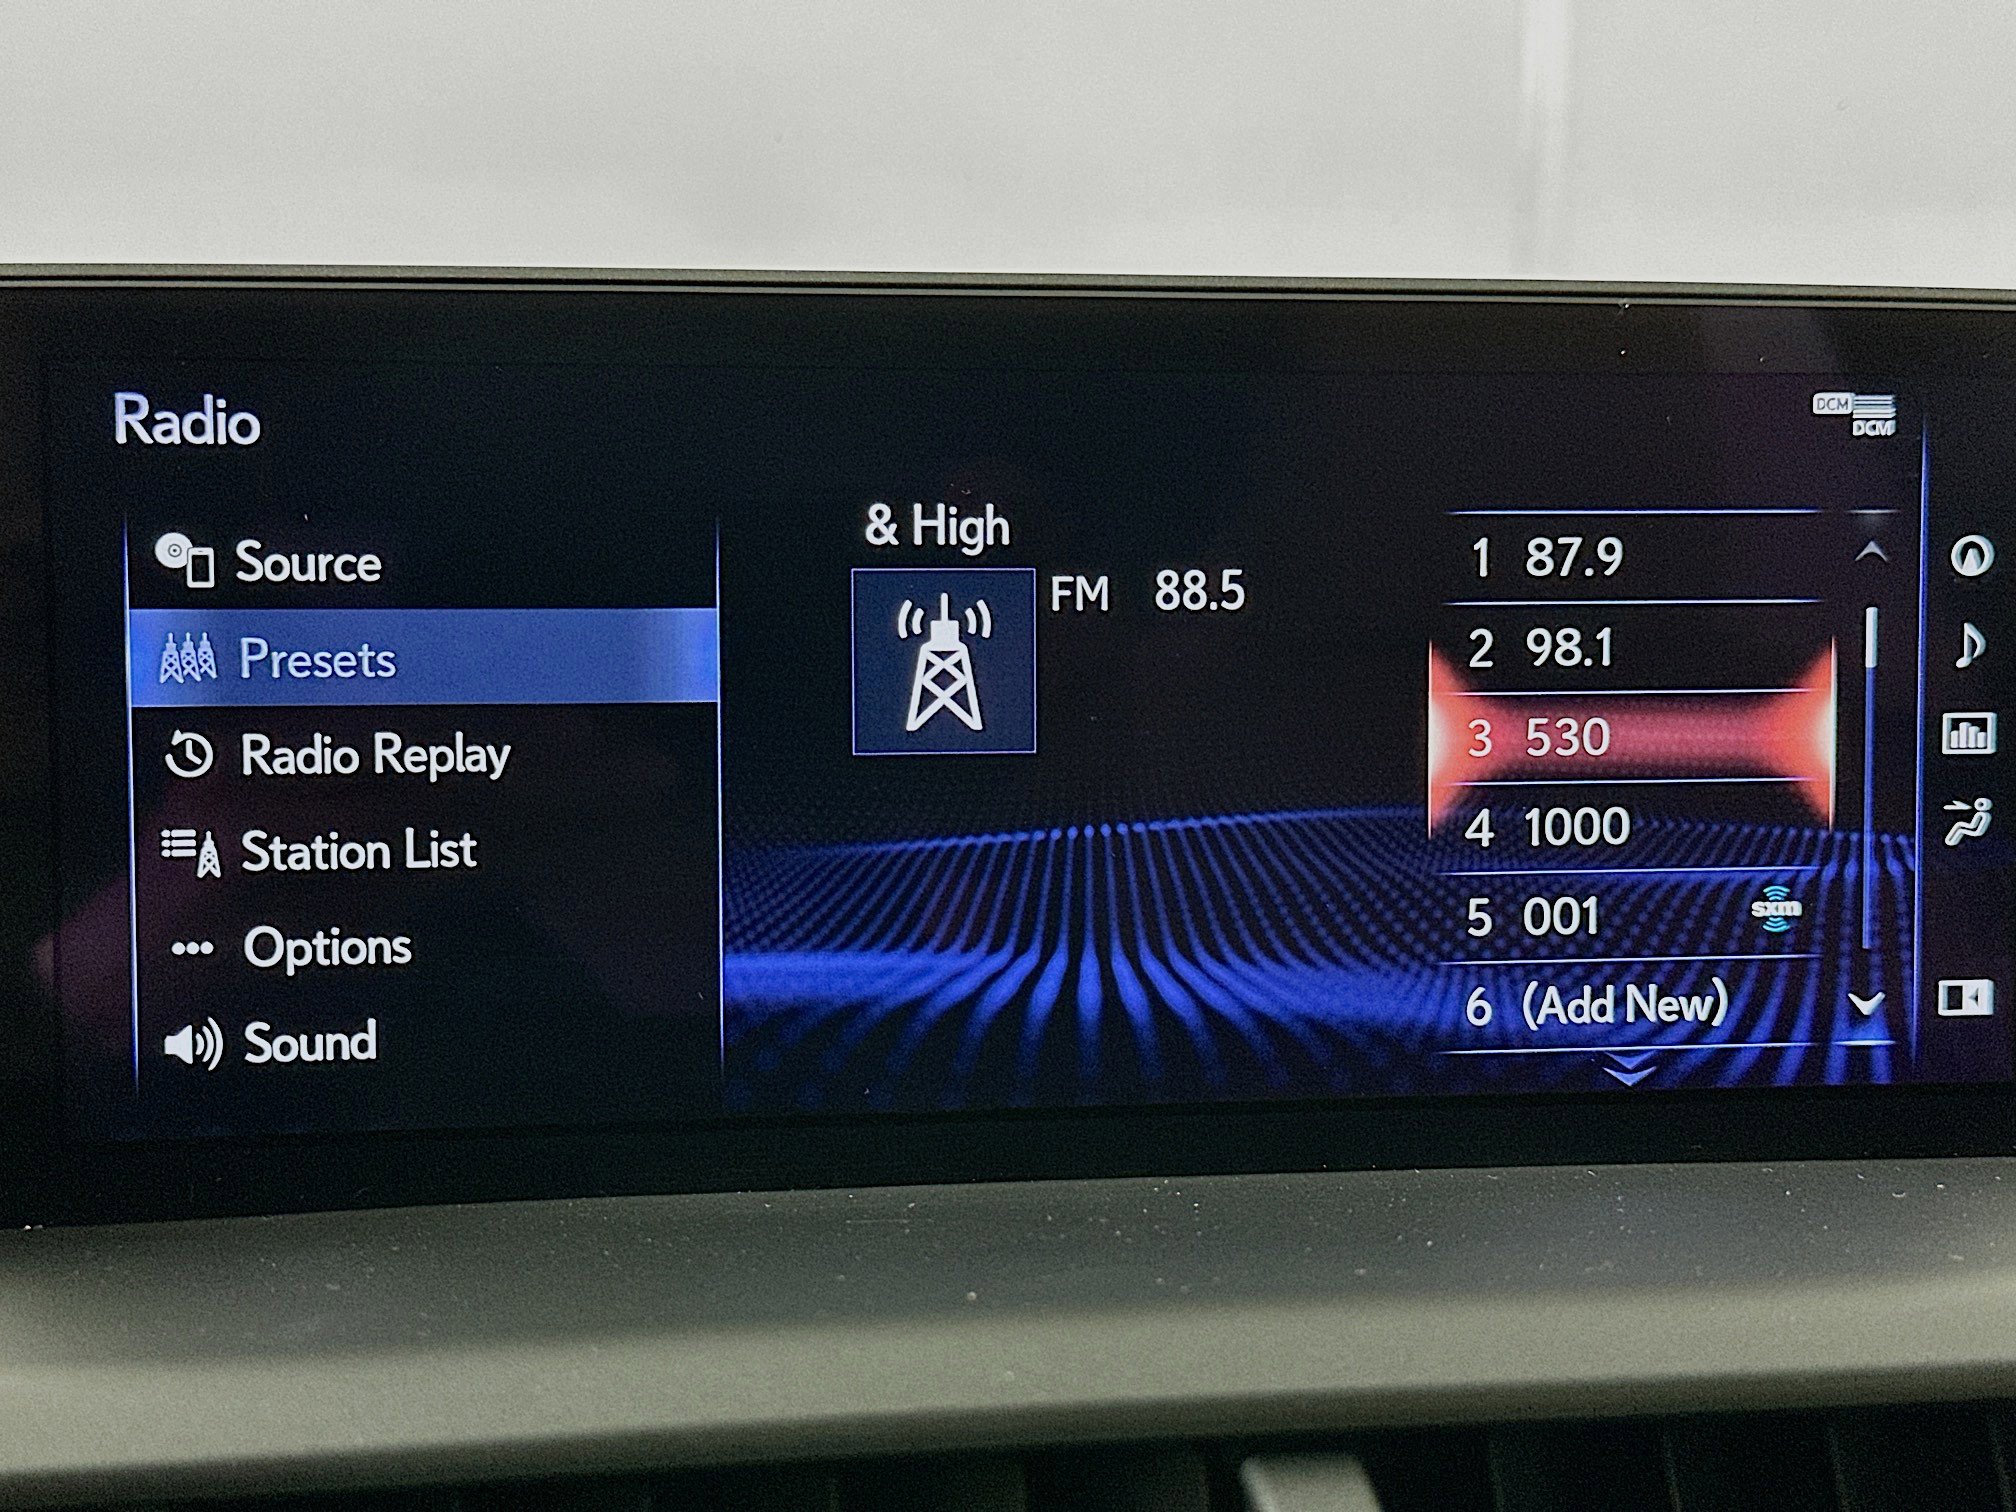 Radio
DCM
DCM
Source
Presets
Radio Replay
Station List
Options
Sound
& High
FM 88.5
1 87.9
2 98.1
3 530
4 1000
5 001 sxm
6 (Add New)